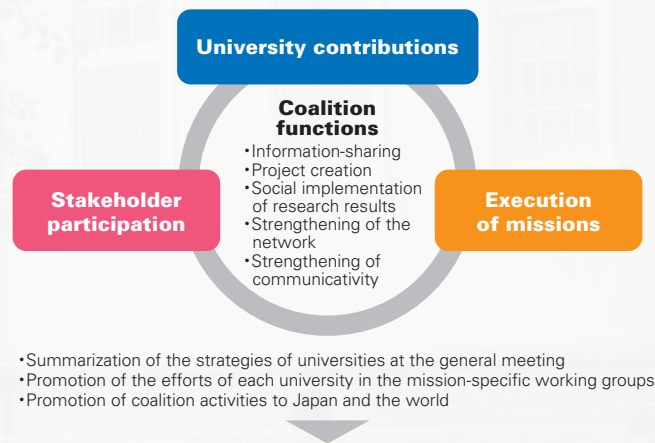 University contributions
Coalition
functions
・Information-sharing
・Project creation
・Social implementation
of research results
・Strengthening of the
network
・Strengthening of
communicativity
Stakeholder
participation
Execution
of missions
・Summarization of the strategies of universities at the general meeting
・Promotion of the efforts of each university in the mission-specific working groups
・Promotion of coalition activities to Japan and the world